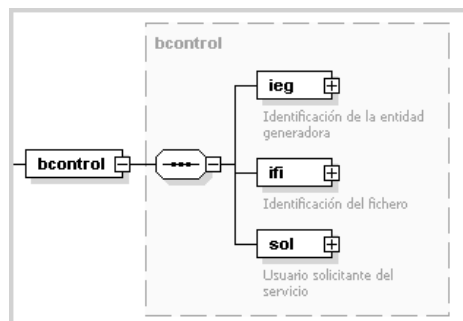 bcontrol
ieg
Identificación de la entidad
generadora
bcontrol
ifi
Identificación del fichero
sol
Usuario solicitante del
servicio